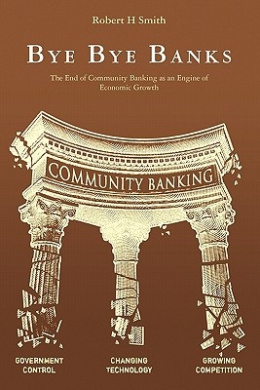 Robert H Smith
BYE BYE BANKS
The End of Community Banking as an Engine of
Economic Growth
COMMUNITY BANKING
GOVERNMENT
CONTROL
CHANGING
TECHNOLOGY
GROWING
COMPETITION